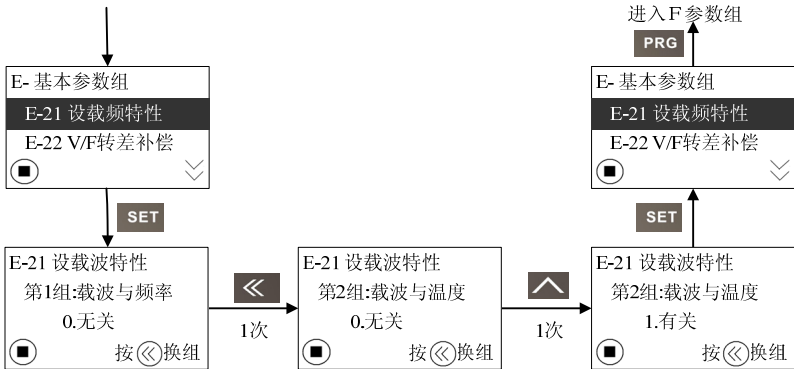 进入F参数组
PRG
E- 基本参数组
E-21 设载频特性
E-22 V/F转差补偿
SET
E-21 设载波特性
第1组:载波与频率
0.无关
按换组
1次
E-21 设载波特性
第2组:载波与温度
0.无关
按换组
1次
E-21 设载波特性
第2组:载波与温度
1.有关
按换组
SET
E- 基本参数组
E-21 设载频特性
E-22 V/F转差补偿